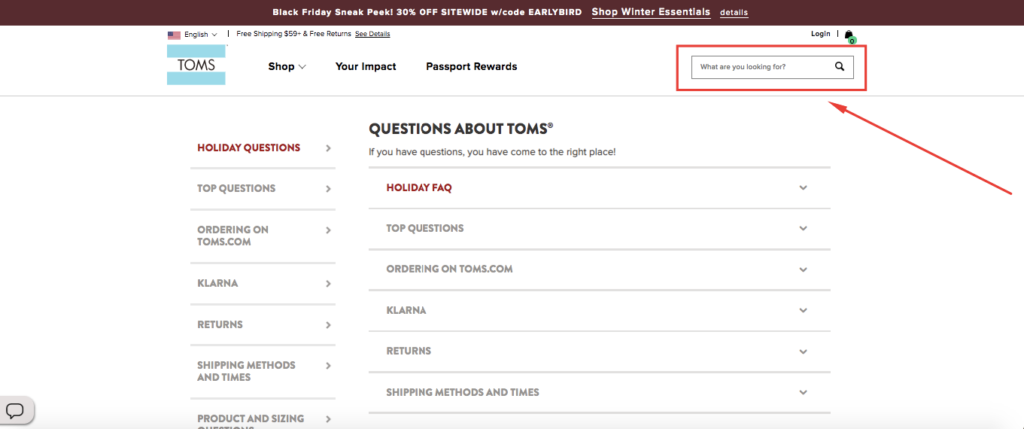 Black Friday Sneak Peek! 30% OFF SITEWIDE w/code EARLYBIRD Shop Winter Essentials details
English | Free Shipping $59+ & Free Returns See Details Login | 0
TOMS Shop Your Impact Passport Rewards What are you looking for?
QUESTIONS ABOUT TOMS®
If you have questions, you have come to the right place!
HOLIDAY QUESTIONS
TOP QUESTIONS
ORDERING ON
TOMS.COM
KLARNA
RETURNS
SHIPPING METHODS
AND TIMES
PRODUCT AND SIZING
QUESTIONS
HOLIDAY FAQ
TOP QUESTIONS
ORDERING ON TOMS.COM
KLARNA
RETURNS
SHIPPING METHODS AND TIMES